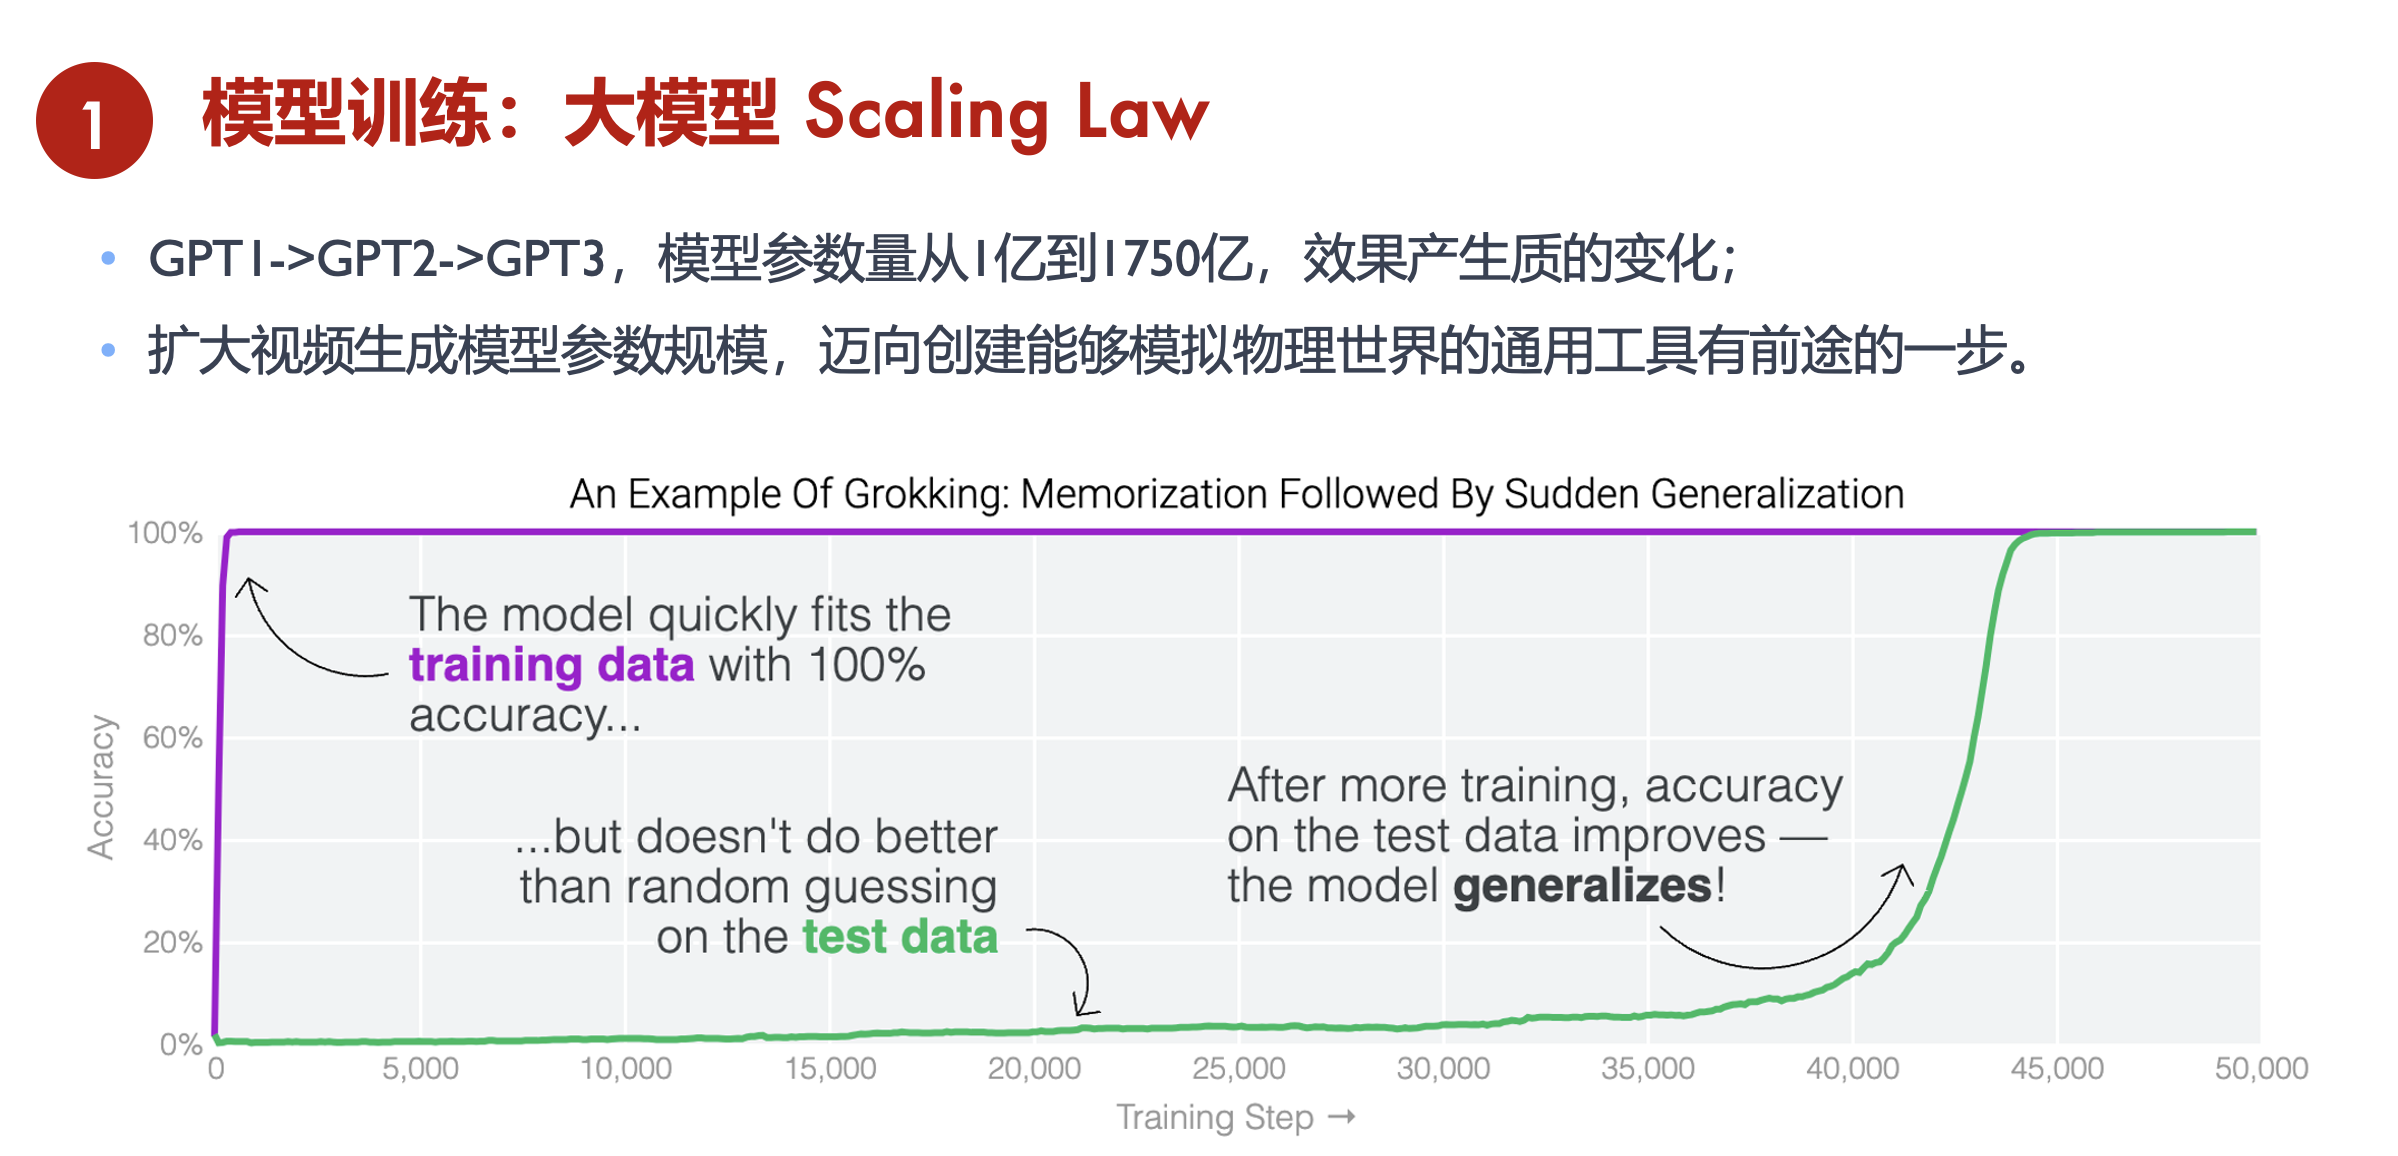 1
模型训练：大模型 Scaling Law
GPT1->GPT2->GPT3，模型参数量从1亿到1750亿，效果产生质的变化；
扩大视频生成模型参数规模，迈向创建能够模拟物理世界的通用工具有前途的一步。
An Example Of Grokking: Memorization Followed By Sudden Generalization
100%
80%
60%
40%
20%
0%
Accuracy
The model quickly fits the
training data with 100%
accuracy...
...but doesn't do better
than random guessing
on the test data
After more training, accuracy
on the test data improves —
the model generalizes!
0 5,000 10,000 15,000 20,000 25,000 30,000 35,000 40,000 45,000 50,000
Training Step →